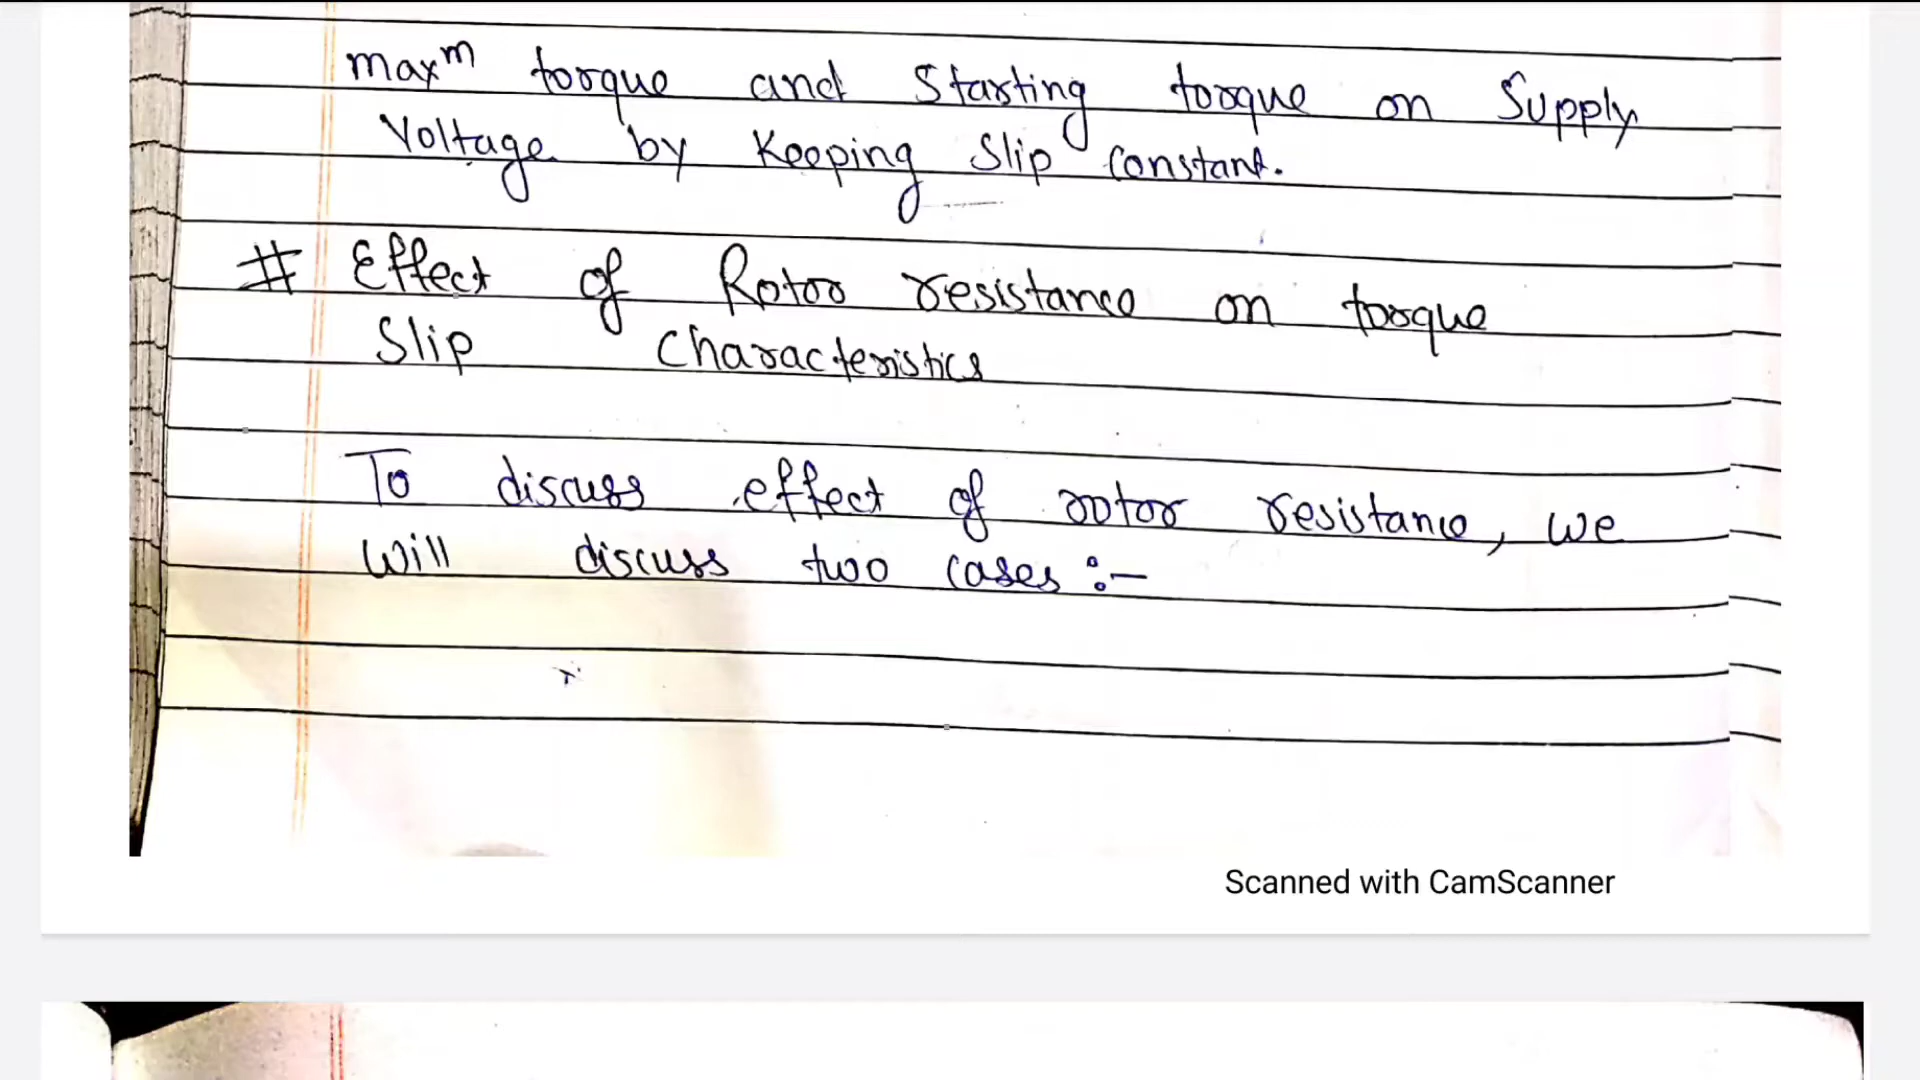 maxᵐ torque and Starting torque on Supply
Voltage by Keeping Slip constant.
# Effect of Rotor resistance on torque
Slip Characteristics
To discuss effect of rotor resistance, we
will discuss two cases :-
Scanned with CamScanner